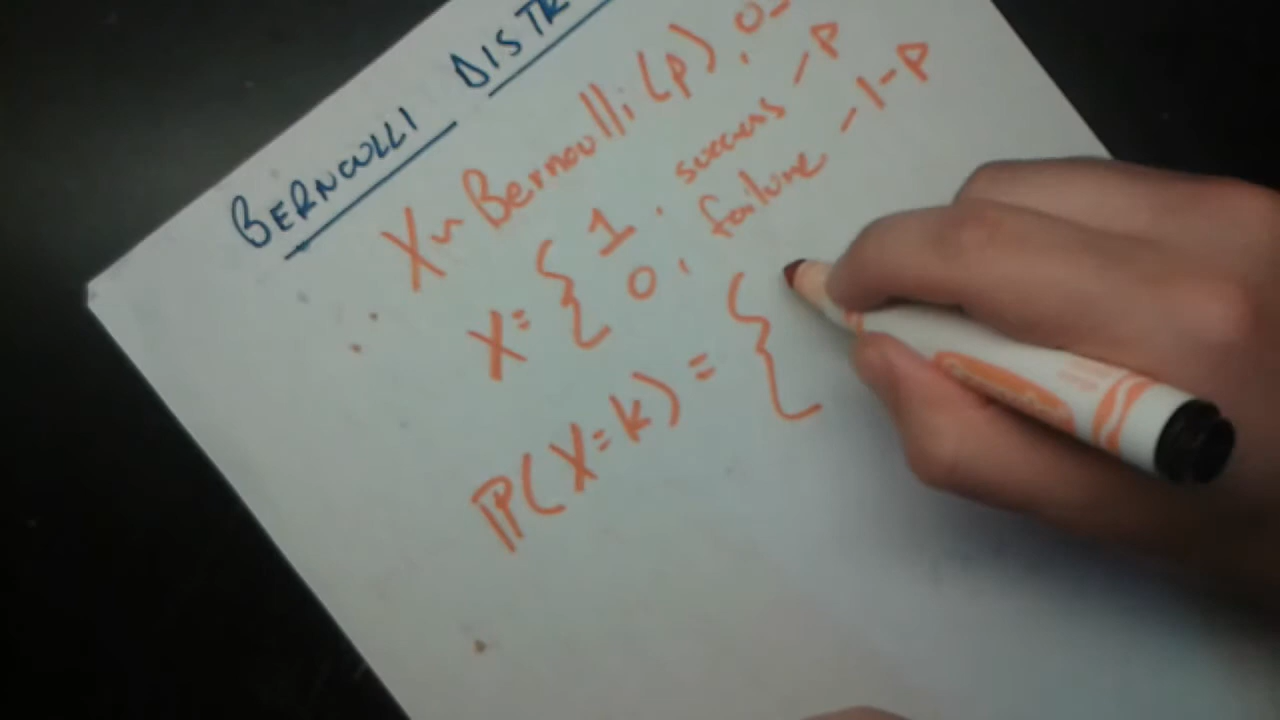 BERNOULLI DISTR
X ~ Bernoulli(p), 0
X = { 1, success - p
0, failure - 1-p
P(X=k) = {